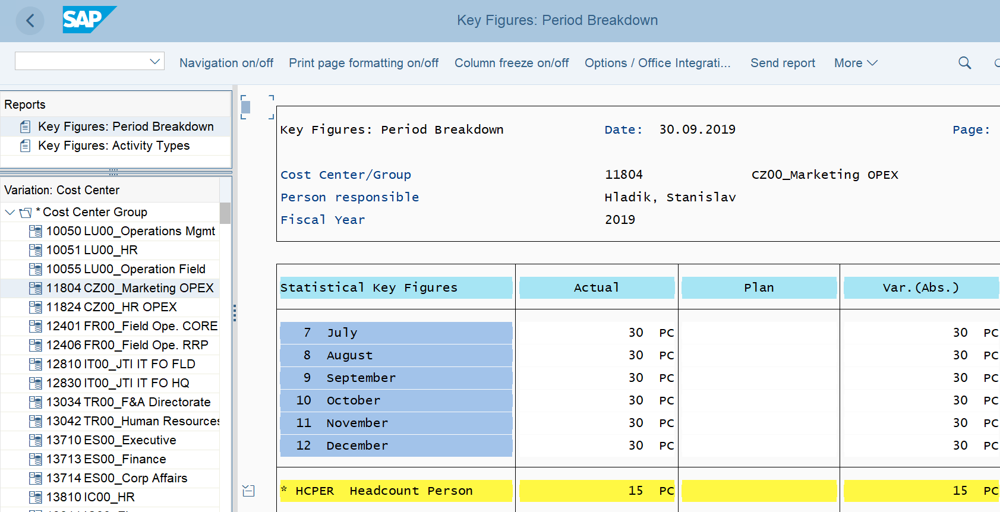 SAP
Key Figures: Period Breakdown
Navigation on/off Print page formatting on/off Column freeze on/off Options / Office Integrati... Send report More
Reports
Key Figures: Period Breakdown
Key Figures: Activity Types
Variation: Cost Center
* Cost Center Group
10050 LU00_Operations Mgmt
10051 LU00_HR
10055 LU00_Operation Field
11804 CZ00_Marketing OPEX
11824 CZ00_HR OPEX
12401 FR00_Field Ope. CORE
12406 FR00_Field Ope. RRP
12810 IT00_JTI IT FO FLD
12830 IT00_JTI IT FO HQ
13034 TR00_F&A Directorate
13042 TR00_Human Resources
13710 ES00_Executive
13713 ES00_Finance
13714 ES00_Corp Affairs
13810 IC00_HR
Key Figures: Period Breakdown Date: 30.09.2019 Page:
Cost Center/Group 11804 CZ00_Marketing OPEX
Person responsible Hladik, Stanislav
Fiscal Year 2019
Statistical Key Figures Actual Plan Var.(Abs.)
7 July 30 PC 30 PC
8 August 30 PC 30 PC
9 September 30 PC 30 PC
10 October 30 PC 30 PC
11 November 30 PC 30 PC
12 December 30 PC 30 PC
* HCPER Headcount Person 15 PC 15 PC